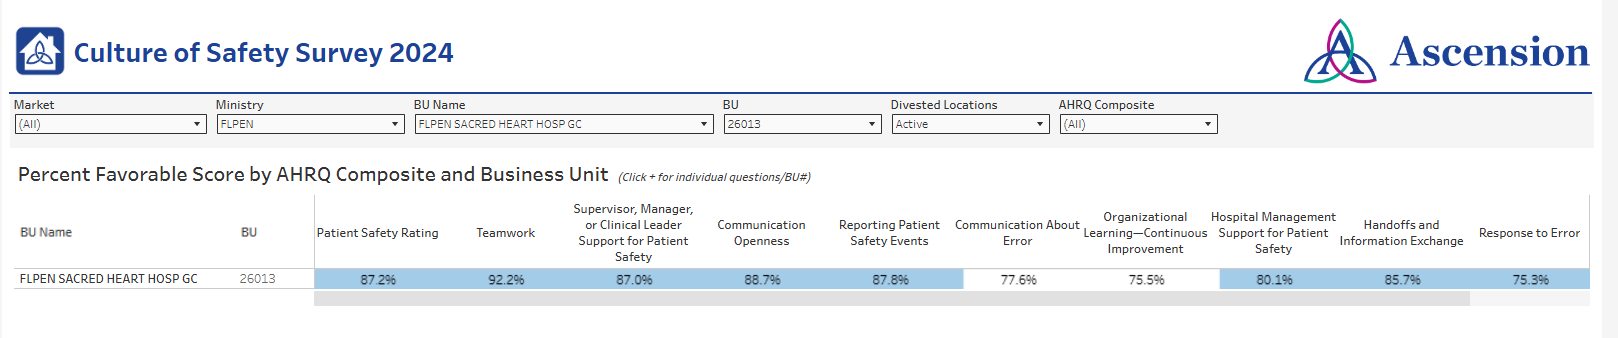 Culture of Safety Survey 2024
Ascension
Market Ministry BU Name BU Divested Locations AHRQ Composite
(All) FLPEN FLPEN SACRED HEART HOSP GC 26013 Active (All)
Percent Favorable Score by AHRQ Composite and Business Unit (Click + for individual questions/BU#)
BU Name BU
Patient Safety Rating
Teamwork
Supervisor, Manager,
or Clinical Leader
Support for Patient
Safety
Communication
Openness
Reporting Patient
Safety Events
Communication About
Error
Organizational
Learning—Continuous
Improvement
Hospital Management
Support for Patient
Safety
Handoffs and
Information Exchange
Response to Error
FLPEN SACRED HEART HOSP GC 26013 87.2% 92.2% 87.0% 88.7% 87.8% 77.6% 75.5% 80.1% 85.7% 75.3%